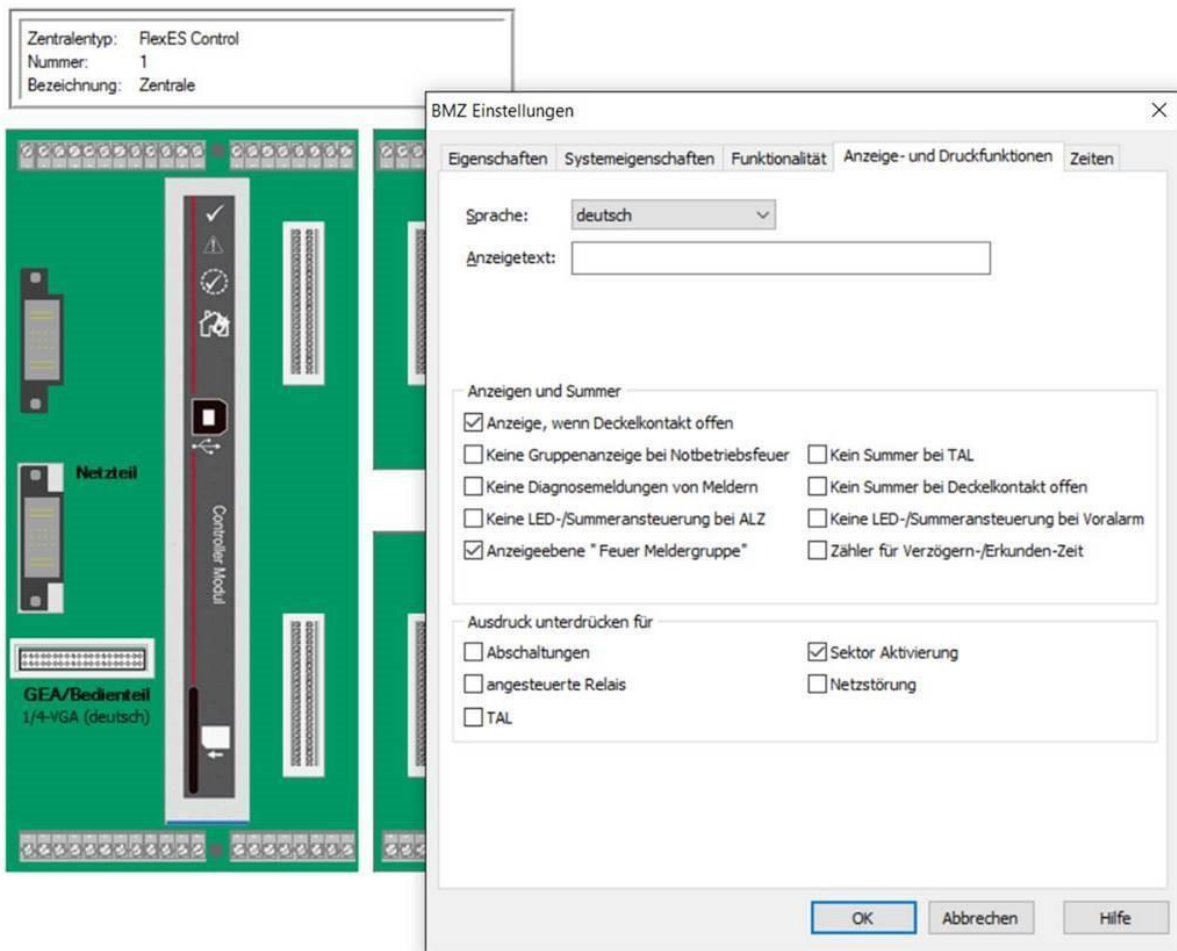 Zentralentyp: FlexES Control
Nummer: 1
Bezeichnung: Zentrale
Netzteil
GEA/Bedienteil
1/4-VGA (deutsch)
Controller Modul
BMZ Einstellungen
Eigenschaften Systemeigenschaften Funktionalität Anzeige- und Druckfunktionen Zeiten
Sprache: deutsch
Anzeigetext:
Anzeigen und Summer
Anzeige, wenn Deckelkontakt offen
Keine Gruppenanzeige bei Notbetriebsfeuer Kein Summer bei TAL
Keine Diagnosemeldungen von Meldern Kein Summer bei Deckelkontakt offen
Keine LED-/Summeransteuerung bei ALZ Keine LED-/Summeransteuerung bei Voralarm
Anzeigeebene " Feuer Meldergruppe" Zähler für Verzögern-/Erkunden-Zeit
Ausdruck unterdrücken für
Abschaltungen Sektor Aktivierung
angesteuerte Relais Netzstörung
TAL
OK Abbrechen Hilfe